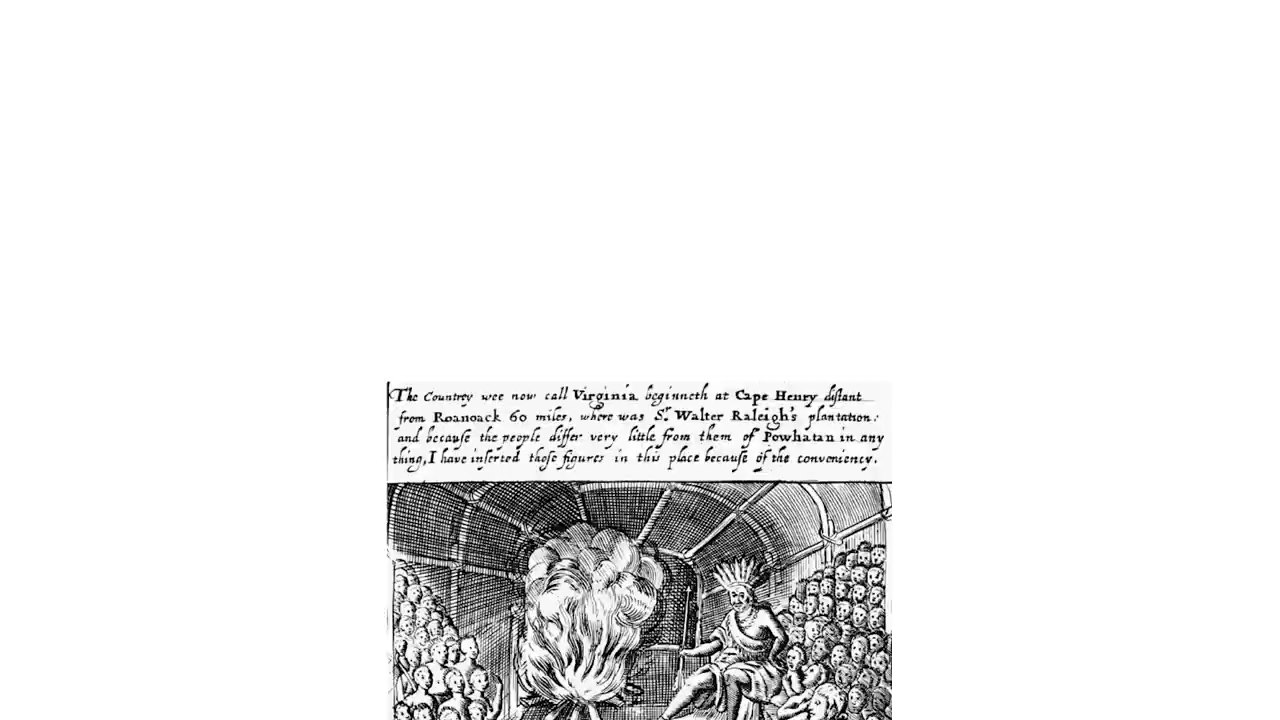 The Countrey wee now call Virginia beginneth at Cape Henry distant
from Roanoack 60 miles, where was Sr. Walter Raleigh's plantation:
and because the people differ very little from them of Powhatan in any
thing, I have inserted those figures in this place because of the conveniency.